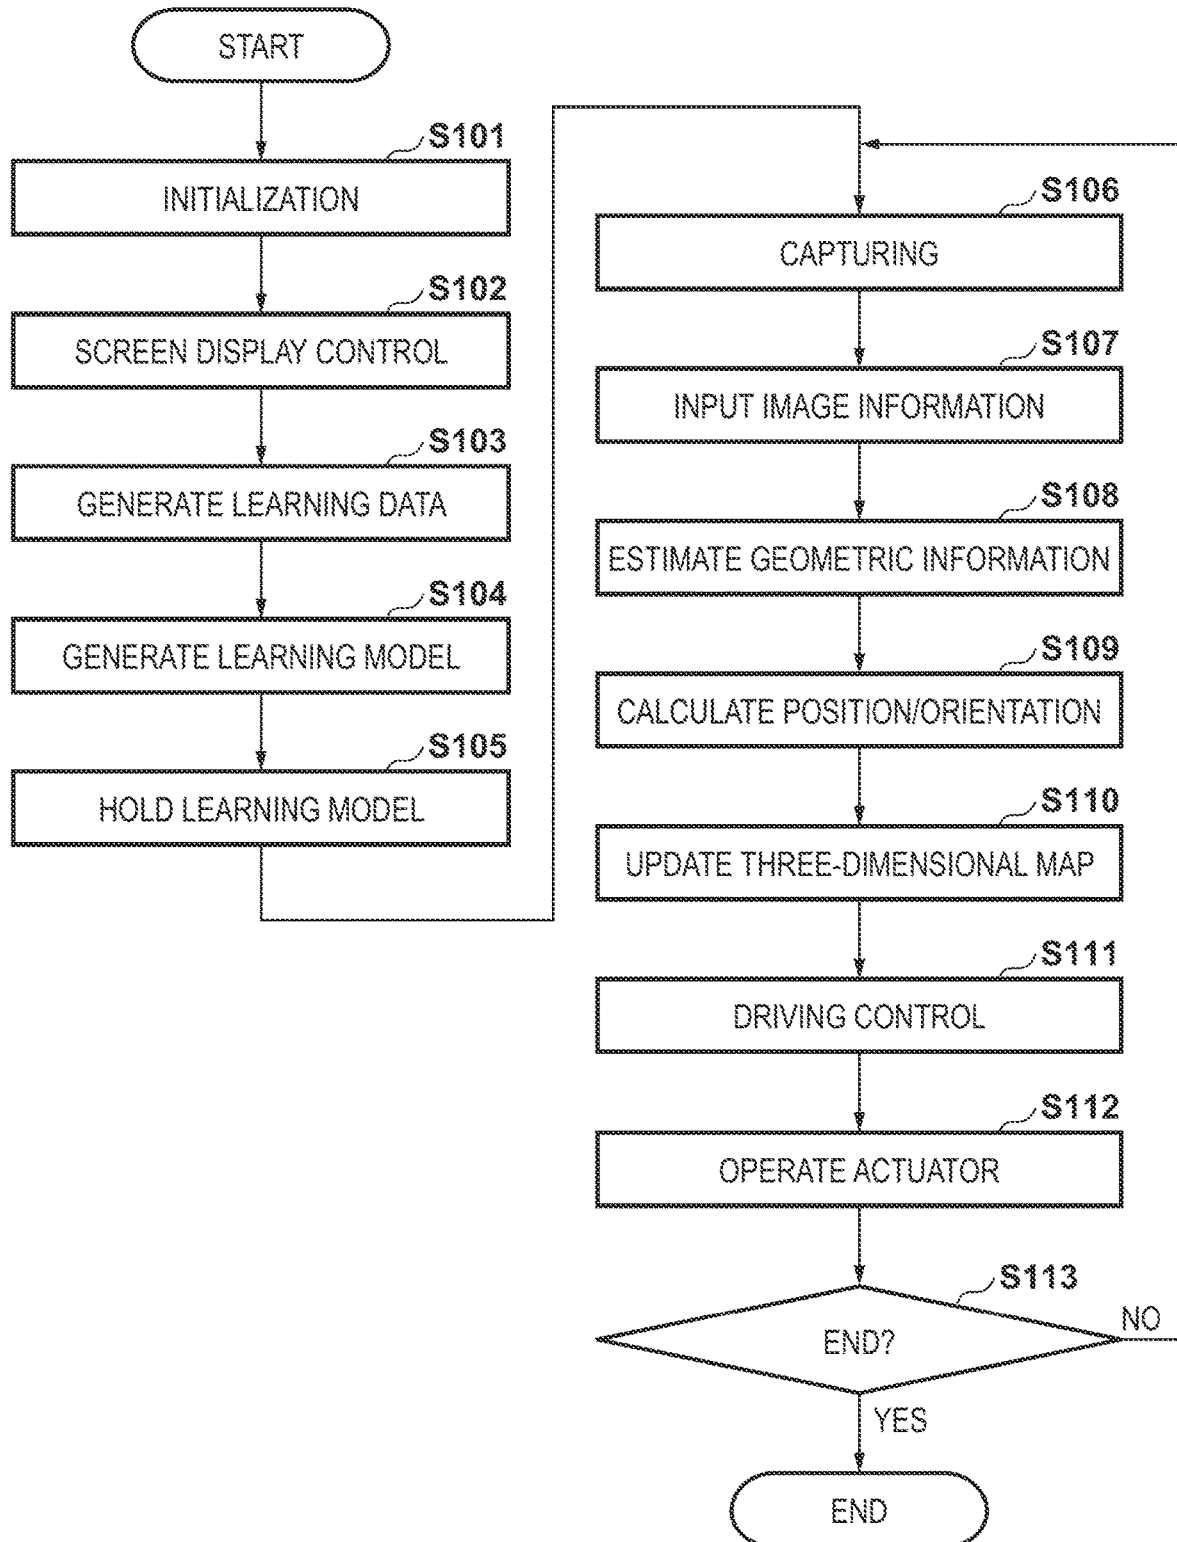 START
S101
INITIALIZATION
S102
SCREEN DISPLAY CONTROL
S103
GENERATE LEARNING DATA
S104
GENERATE LEARNING MODEL
S105
HOLD LEARNING MODEL
S106
CAPTURING
S107
INPUT IMAGE INFORMATION
S108
ESTIMATE GEOMETRIC INFORMATION
S109
CALCULATE POSITION/ORIENTATION
S110
UPDATE THREE-DIMENSIONAL MAP
S111
DRIVING CONTROL
S112
OPERATE ACTUATOR
S113
END?
NO
YES
END